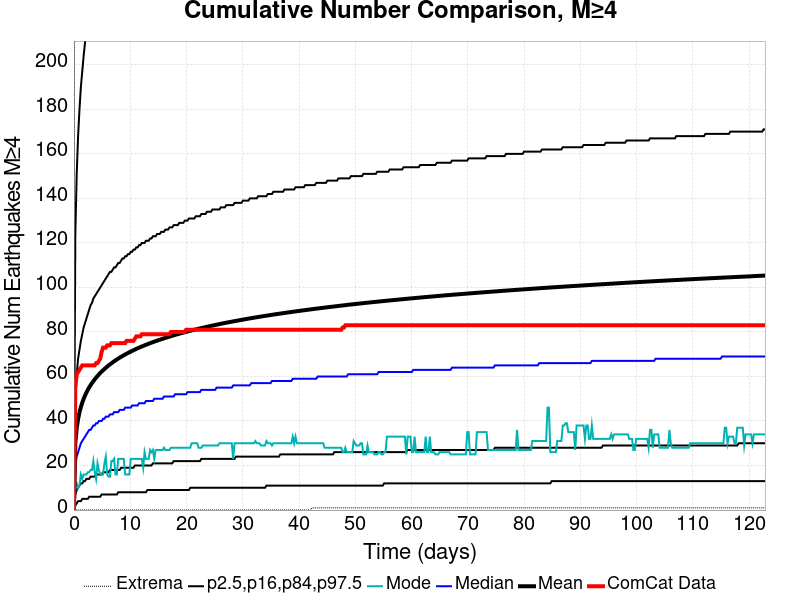 Cumulative Number Comparison, M≥4
Cumulative Num Earthquakes M≥4
200
180
160
140
120
100
80
60
40
20
0
0 10 20 30 40 50 60 70 80 90 100 110 120
Time (days)
Extrema p2.5,p16,p84,p97.5 Mode Median Mean ComCat Data